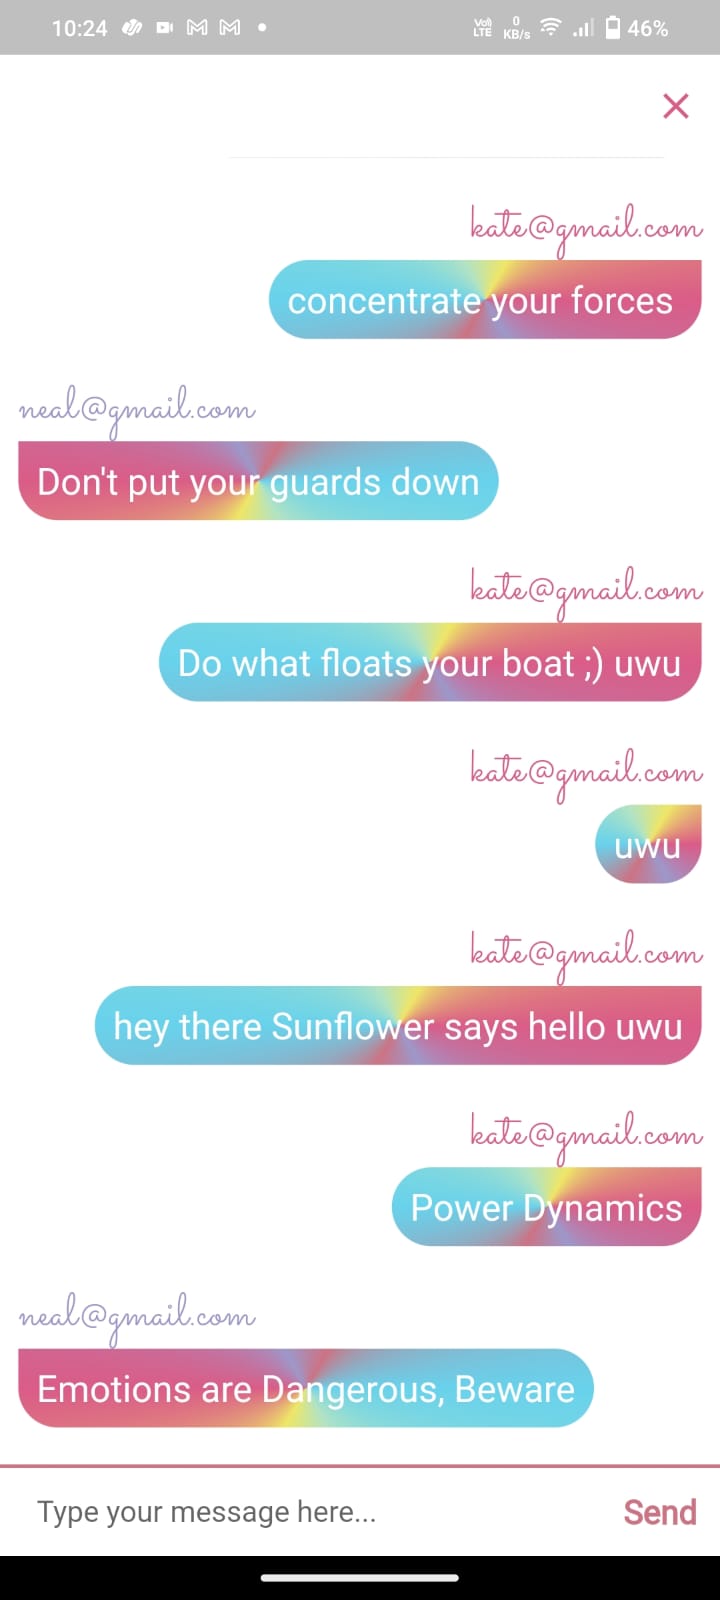 10:24 Vo) LTE 0 KB/s 46%
kate@gmail.com
concentrate your forces
neal@gmail.com
Don't put your guards down
kate@gmail.com
Do what floats your boat ;) uwu
kate@gmail.com
uwu
kate@gmail.com
hey there Sunflower says hello uwu
kate@gmail.com
Power Dynamics
neal@gmail.com
Emotions are Dangerous, Beware
Type your message here... Send